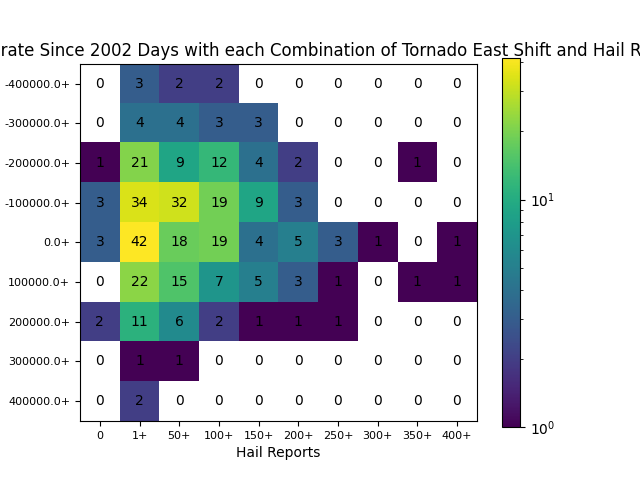 rate Since 2002 Days with each Combination of Tornado East Shift and Hail R
-400000.0+ 0 3 2 2 0 0 0 0 0 0
-300000.0+ 0 4 4 3 3 0 0 0 0 0
-200000.0+ 1 21 9 12 4 2 0 0 1 0
-100000.0+ 3 34 32 19 9 3 0 0 0 0
0.0+ 3 42 18 19 4 5 3 1 0 1
100000.0+ 0 22 15 7 5 3 1 0 1 1
200000.0+ 2 11 6 2 1 1 1 0 0 0
300000.0+ 0 1 1 0 0 0 0 0 0 0
400000.0+ 0 2 0 0 0 0 0 0 0 0
0 1+ 50+ 100+ 150+ 200+ 250+ 300+ 350+ 400+
Hail Reports
10¹
10⁰